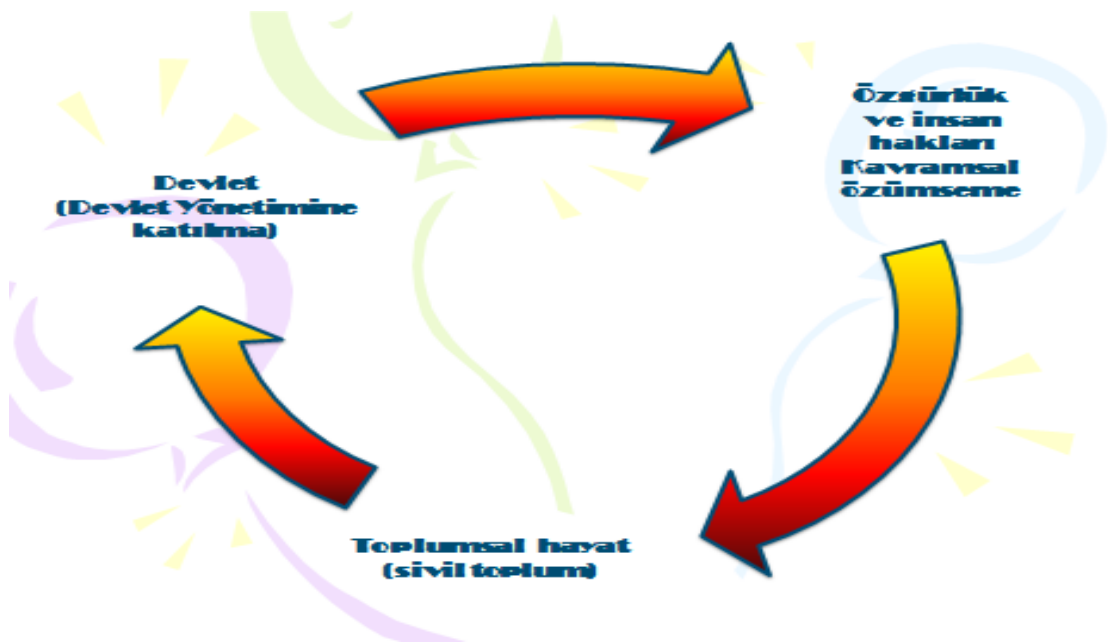 Özgürlük
ve insan
hakları
Kavramsal
özümseme
Devlet
(Devlet Yönetimine
katılma)
Toplumsal hayat
(sivil toplum)